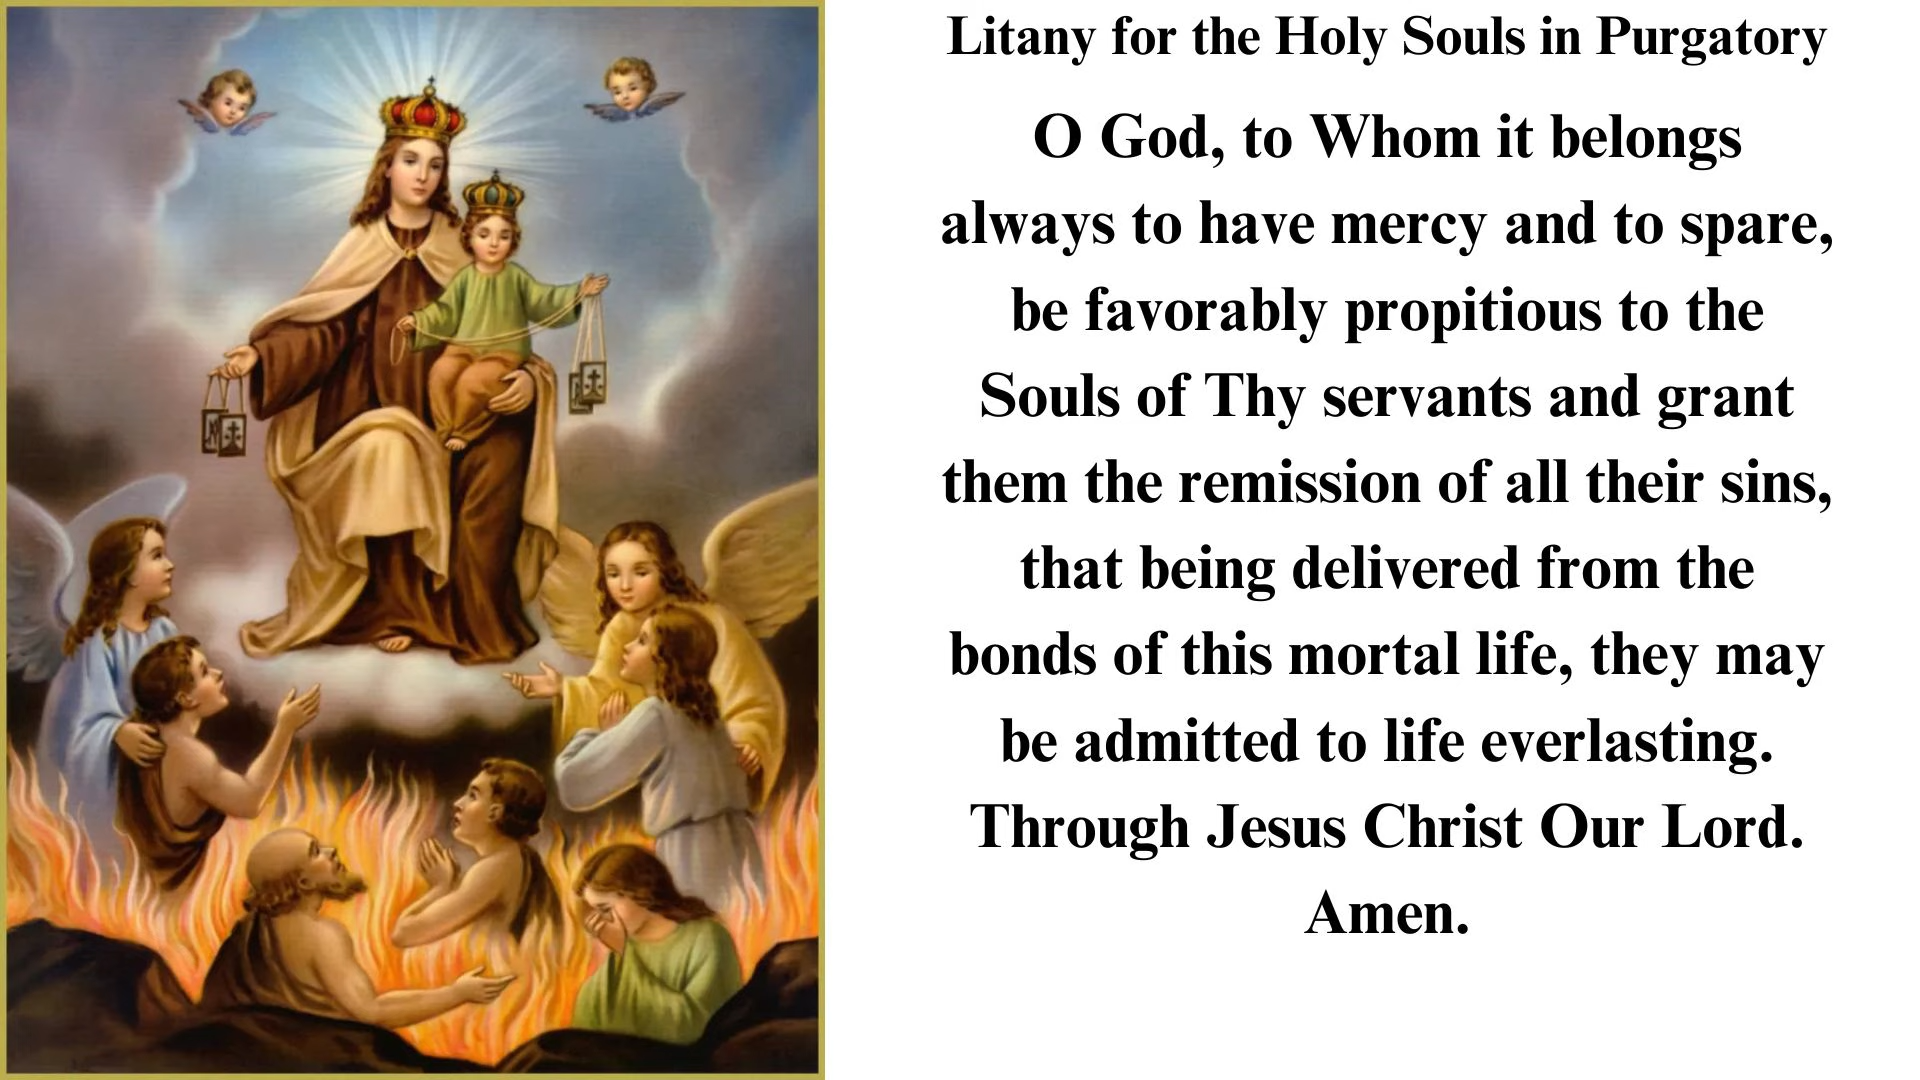 Litany for the Holy Souls in Purgatory
O God, to Whom it belongs
always to have mercy and to spare,
be favorably propitious to the
Souls of Thy servants and grant
them the remission of all their sins,
that being delivered from the
bonds of this mortal life, they may
be admitted to life everlasting.
Through Jesus Christ Our Lord.
Amen.